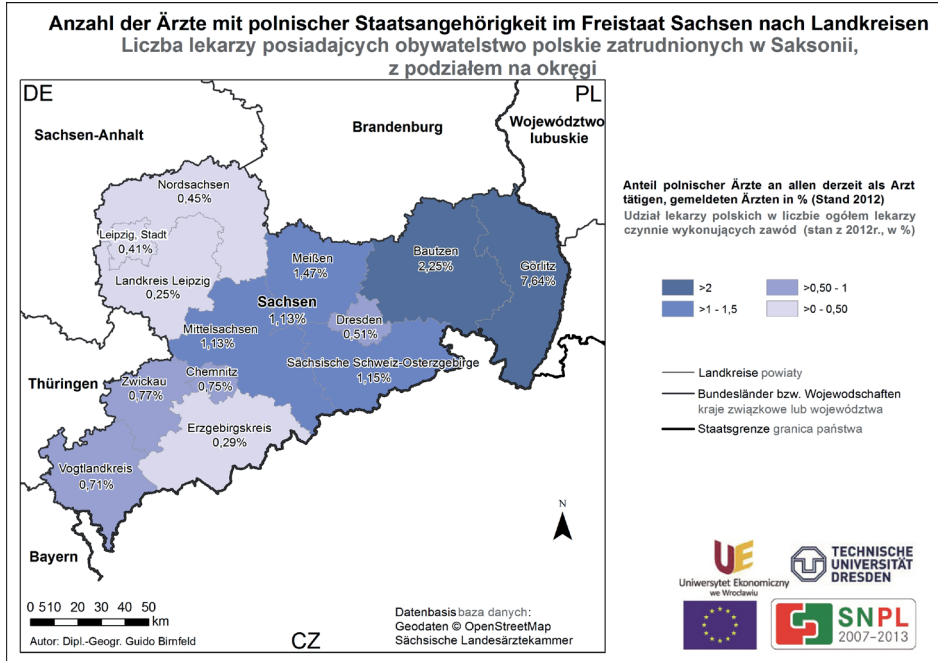 Anzahl der Ärzte mit polnischer Staatsangehörigkeit im Freistaat Sachsen nach Landkreisen
Liczba lekarzy posiadajcych obywatelstwo polskie zatrudnionych w Saksonii,
z podziałem na okręgi
DE
PL
Sachsen-Anhalt
Brandenburg
Województwo
lubuskie
Nordsachsen
0,45%
Leipzig, Stadt
0,41%
Landkreis Leipzig
0,25%
Meißen
1,47%
Bautzen
2,25%
Görlitz
7,64%
Sachsen
1,13%
Dresden
0,51%
Mittelsachsen
1,13%
Sächsische Schweiz-Osterzgebirge
1,15%
Thüringen
Zwickau
0,77%
Chemnitz
0,75%
Erzgebirgskreis
0,29%
Vogtlandkreis
0,71%
Bayern
CZ
0 510 20 30 40 50
km
Autor: Dipl.-Geogr. Guido Birnfeld
Datenbasis baza danych:
Geodaten © OpenStreetMap
Sächsische Landesärztekammer
Anteil polnischer Ärzte an allen derzeit als Arzt
tätigen, gemeldeten Ärzten in % (Stand 2012)
Udział lekarzy polskich w liczbie ogółem lekarzy
czynnie wykonujących zawód (stan z 2012r., w %)
>2
>0,50 - 1
>1 - 1,5
>0 - 0,50
Landkreise powiaty
Bundesländer bzw. Wojewodschaften
kraje związkowe lub województwa
Staatsgrenze granica państwa
N
UE
Uniwersytet Ekonomiczny
we Wrocławiu
TECHNISCHE
UNIVERSITÄT
DRESDEN
SNPL
2007-2013